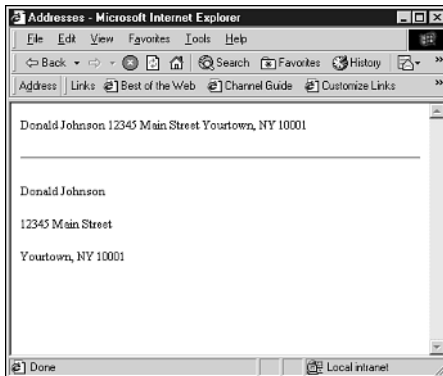 Addresses - Microsoft Internet Explorer
File Edit View Favorites Tools Help
Back Search Favorites History »
Address Links Best of the Web Channel Guide Customize Links »
Donald Johnson 12345 Main Street Yourtown, NY 10001
Donald Johnson
12345 Main Street
Yourtown, NY 10001
Done Local intranet